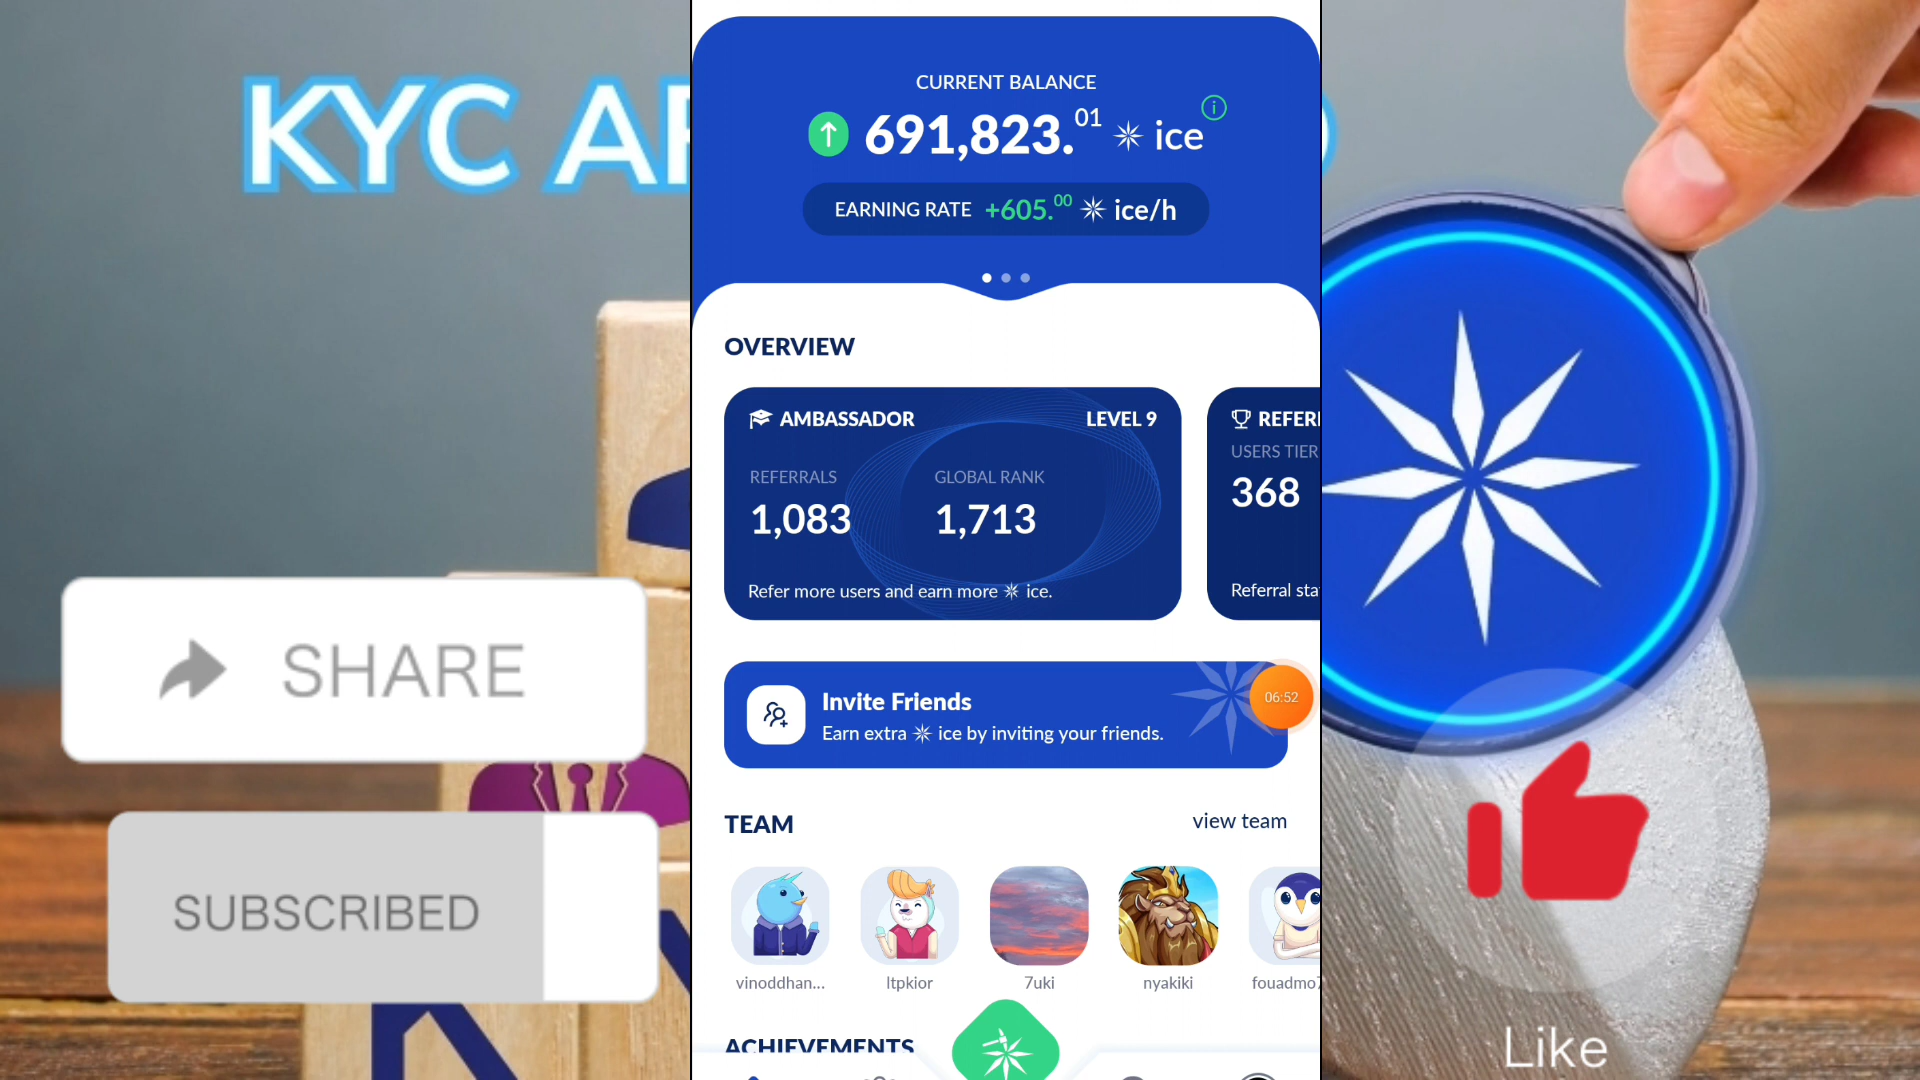 KYC
CURRENT BALANCE
691,823.01 ice
EARNING RATE +605.00 ice/h
OVERVIEW
AMBASSADOR LEVEL 9
REFERRALS GLOBAL RANK
1,083 1,713
Refer more users and earn more ice.
USERS TIER
368
Referral
Invite Friends
Earn extra ice by inviting your friends.
06:52
TEAM view team
vinoddhan... ltpkior 7uki nyakiki
ACHIEVEMENTS
SHARE
SUBSCRIBED
Like